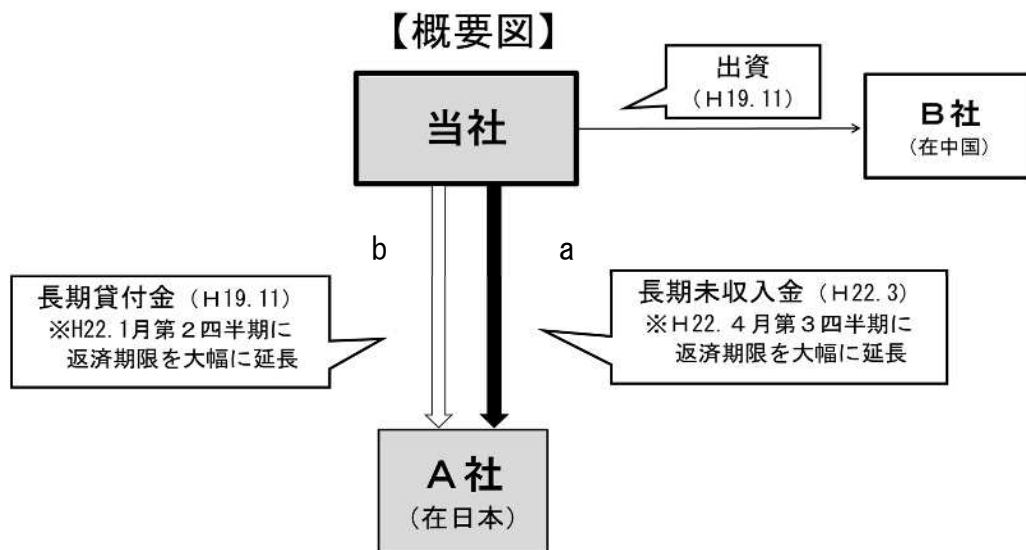 【概要図】
当社
出資
（Ｈ19.11）
Ｂ社
（在中国）
b
a
長期貸付金（Ｈ19.11）
※H22.1月第２四半期に
返済期限を大幅に延長
長期未収入金（Ｈ22.3）
※Ｈ22.４月第３四半期に
返済期限を大幅に延長
Ａ社
（在日本）